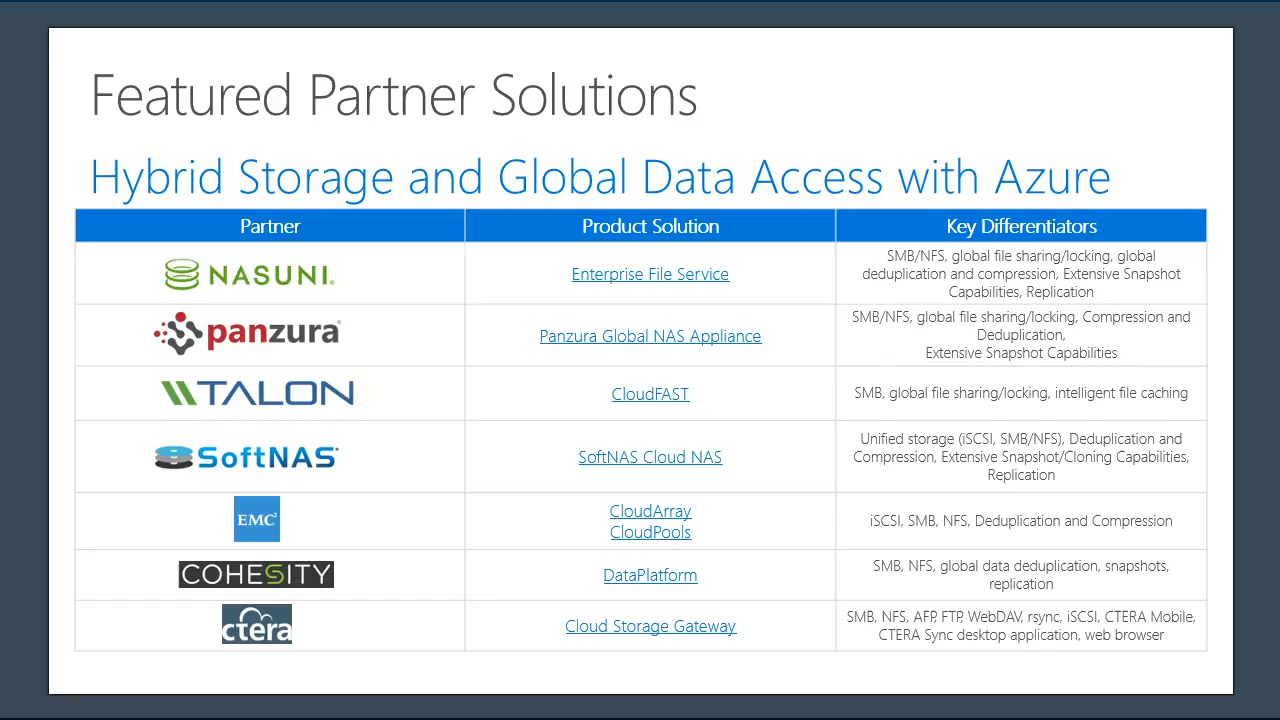 Featured Partner Solutions
Hybrid Storage and Global Data Access with Azure
Partner
Product Solution
Key Differentiators
NASUNI®
Enterprise File Service
SMB/NFS, global file sharing/locking, global
deduplication and compression, Extensive Snapshot
Capabilities, Replication
panzura
Panzura Global NAS Appliance
SMB/NFS, global file sharing/locking, Compression and
Deduplication,
Extensive Snapshot Capabilities
TALON
CloudFAST
SMB, global file sharing/locking, intelligent file caching
SoftNAS
SoftNAS Cloud NAS
Unified storage (iSCSI, SMB/NFS), Deduplication and
Compression, Extensive Snapshot/Cloning Capabilities,
Replication
EMC²
CloudArray
CloudPools
iSCSI, SMB, NFS, Deduplication and Compression
COHESITY
DataPlatform
SMB, NFS, global data deduplication, snapshots,
replication
ctera
Cloud Storage Gateway
SMB, NFS, AFP, FTP, WebDAV, rsync, iSCSI, CTERA Mobile,
CTERA Sync desktop application, web browser